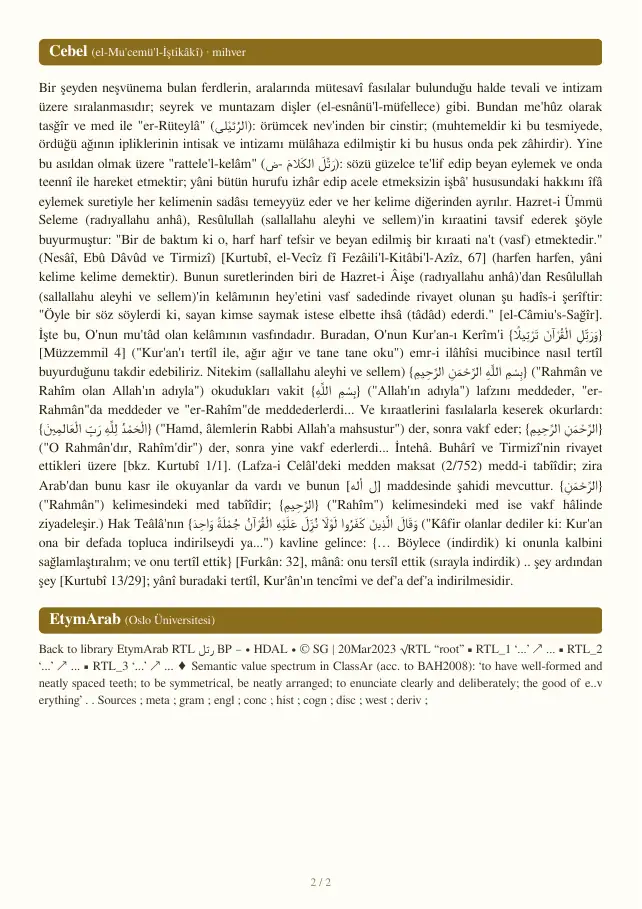 Cebel (el-Mu'cemü'l-İştikâkî) · mihver
Bir şeyden neşvünema bulan ferdlerin, aralarında mütesavî fasılalar bulunduğu halde tevali ve intizam
üzere sıralanmasıdır; seyrek ve muntazam dişler (el-esnânü'l-müfellece) gibi. Bundan me'hûz olarak
tasğîr ve med ile "er-Rüteylâ" (الرُّتَيْلى): örümcek nev'inden bir cinstir; (muhtemeldir ki bu tesmiyede,
ördüğü ağının ipliklerinin intisak ve intizamı mülâhaza edilmiştir ki bu husus onda pek zâhirdir). Yine
bu asıldan olmak üzere "rattele'l-kelâm" (رَتَّلَ الكَلامَ -ض): sözü güzelce te'lif edip beyan eylemek ve onda
teennî ile hareket etmektir; yâni bütün hurufu izhâr edip acele etmeksizin işbâ' hususundaki hakkını îfâ
eylemek suretiyle her kelimenin sadâsı temeyyüz eder ve her kelime diğerinden ayrılır. Hazret-i Ümmü
Seleme (radıyallahu anhâ), Resûlullah (sallallahu aleyhi ve sellem)'in kıraatini tavsif ederek şöyle
buyurmuştur: "Bir de baktım ki o, harf harf tefsir ve beyan edilmiş bir kıraati na't (vasf) etmektedir."
(Nesâî, Ebû Dâvûd ve Tirmizî) [Kurtubî, el-Vecîz fî Fezâili'l-Kitâbi'l-Azîz, 67] (harfen harfen, yâni
kelime kelime demektir). Bunun suretlerinden biri de Hazret-i Âişe (radıyallahu anhâ)'dan Resûlullah
(sallallahu aleyhi ve sellem)'in kelâmının hey'etini vasf sadedinde rivayet olunan şu hadîs-i şeriftir:
"Öyle bir söz söylerdi ki, sayan kimse saymak istese elbette ihsâ (tâdâd) ederdi." [el-Câmiu's-Sağîr].
İşte bu, O'nun mu'tâd olan kelâmının vasfındadır. Buradan, O'nun Kur'an-ı Kerîm'i {وَرَتِّلِ الْقُرْآنَ تَرْتِيلًا}
[Müzzemmil 4] ("Kur'an'ı tertîl ile, ağır ağır ve tane tane oku") emr-i ilâhîsi mucibince nasıl tertîl
buyurduğunu takdir edebiliriz. Nitekim (sallallahu aleyhi ve sellem) {بِسْمِ اللَّهِ الرَّحْمَنِ الرَّحِيمِ} ("Rahmân ve
Rahîm olan Allah'ın adıyla") okudukları vakit {بِسْمِ اللَّهِ} ("Allah'ın adıyla") lafzını meddeder, "er-
Rahmân"da meddeder ve "er-Rahîm"de meddederlerdi... Ve kıraatlerini fasılalarla keserek okurlardı:
{الْحَمْدُ لِلَّهِ رَبِّ الْعَالَمِينَ} ("Hamd, âlemlerin Rabbi Allah'a mahsustur") der, sonra vakf eder; {الرَّحْمَنِ الرَّحِيمِ}
("O Rahmân'dır, Rahîm'dir") der, sonra yine vakf ederlerdi... İntehâ. Buhârî ve Tirmizî'nin rivayet
ettikleri üzere [bkz. Kurtubî 1/1]. (Lafza-i Celâl'deki medden maksat (2/752) medd-i tabîîdir; zira
Arab'dan bunu kasr ile okuyanlar da vardı ve bunun [أله ل] maddesinde şahidi mevcuttur. {الرَّحْمَنِ}
("Rahmân") kelimesindeki med tabîîdir; {الرَّحِيمِ} ("Rahîm") kelimesindeki med ise vakf hâlinde
ziyadeleşir.) Hak Teâlâ'nın {وَقَالَ الَّذِينَ كَفَرُوا لَوْلَا نُزِّلَ عَلَيْهِ الْقُرْآنُ جُمْلَةً وَاحِدَ} ("Kâfir olanlar dediler ki: Kur'an
ona bir defada topluca indirilseydi ya...") kavline gelince: {… Böylece (indirdik) ki onunla kalbini
sağlamlaştıralım; ve onu tertîl ettik} [Furkân: 32], mânâ: onu tersîl ettik (sırayla indirdik) .. şey ardından
şey [Kurtubî 13/29]; yânî buradaki tertîl, Kur'ân'ın tencîmi ve def'a def'a indirilmesidir.
EtymArab (Oslo Üniversitesi)
Back to library EtymArab RTL رتل BP – • HDAL • © SG | 20Mar2023 √RTL “root” ▪ RTL_1 ‘...’ ↗ ... ▪ RTL_2
‘...’ ↗ ... ▪ RTL_3 ‘...’ ↗ ... ♦ Semantic value spectrum in ClassAr (acc. to BAH2008): ‘to have well-formed and
neatly spaced teeth; to be symmetrical, be neatly arranged; to enunciate clearly and deliberately; the good of e..v
erything’ . . Sources ; meta ; gram ; engl ; conc ; hist ; cogn ; disc ; west ; deriv ;
2 / 2